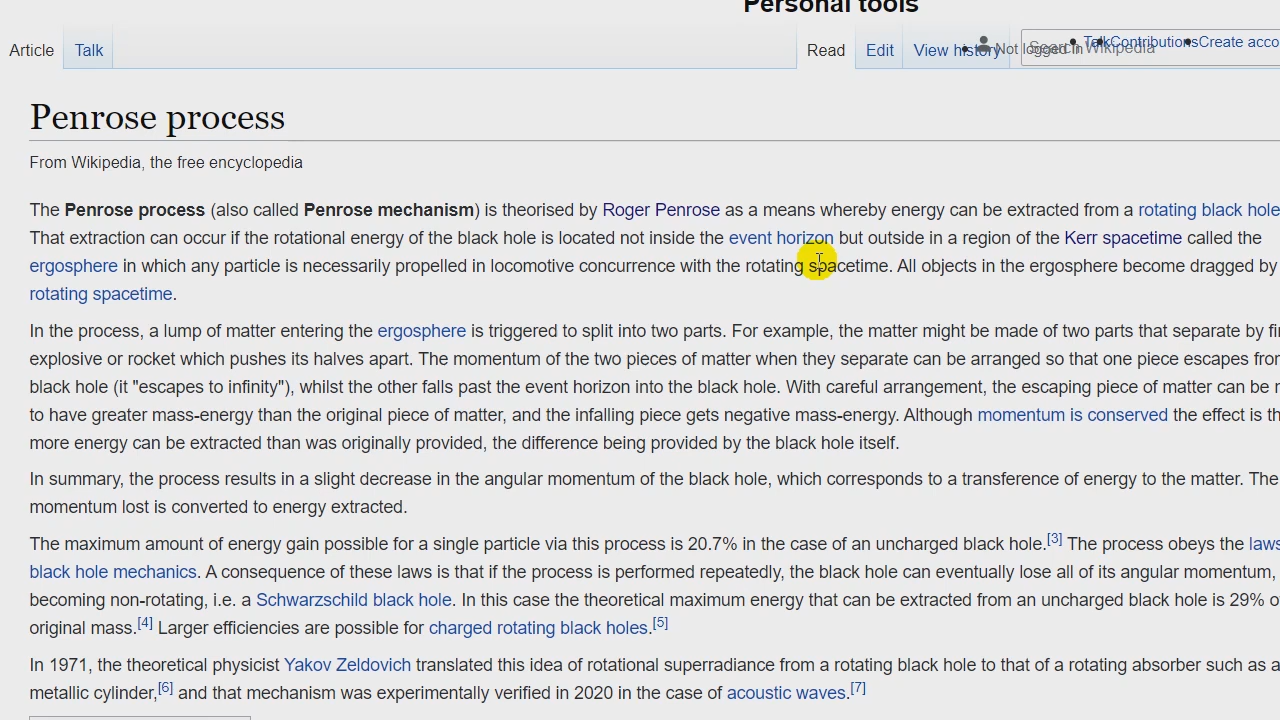 Personal tools
Article Talk Read Edit View history Not logged in Talk Contributions Create acco
Search Wikipedia
Penrose process
From Wikipedia, the free encyclopedia
The Penrose process (also called Penrose mechanism) is theorised by Roger Penrose as a means whereby energy can be extracted from a rotating black hole
That extraction can occur if the rotational energy of the black hole is located not inside the event horizon but outside in a region of the Kerr spacetime called the
ergosphere in which any particle is necessarily propelled in locomotive concurrence with the rotating spacetime. All objects in the ergosphere become dragged by
rotating spacetime.
In the process, a lump of matter entering the ergosphere is triggered to split into two parts. For example, the matter might be made of two parts that separate by fi
explosive or rocket which pushes its halves apart. The momentum of the two pieces of matter when they separate can be arranged so that one piece escapes fro
black hole (it "escapes to infinity"), whilst the other falls past the event horizon into the black hole. With careful arrangement, the escaping piece of matter can be
to have greater mass-energy than the original piece of matter, and the infalling piece gets negative mass-energy. Although momentum is conserved the effect is th
more energy can be extracted than was originally provided, the difference being provided by the black hole itself.
In summary, the process results in a slight decrease in the angular momentum of the black hole, which corresponds to a transference of energy to the matter. The
momentum lost is converted to energy extracted.
The maximum amount of energy gain possible for a single particle via this process is 20.7% in the case of an uncharged black hole.[3] The process obeys the laws
black hole mechanics. A consequence of these laws is that if the process is performed repeatedly, the black hole can eventually lose all of its angular momentum,
becoming non-rotating, i.e. a Schwarzschild black hole. In this case the theoretical maximum energy that can be extracted from an uncharged black hole is 29% o
original mass.[4] Larger efficiencies are possible for charged rotating black holes.[5]
In 1971, the theoretical physicist Yakov Zeldovich translated this idea of rotational superradiance from a rotating black hole to that of a rotating absorber such as a
metallic cylinder,[6] and that mechanism was experimentally verified in 2020 in the case of acoustic waves.[7]